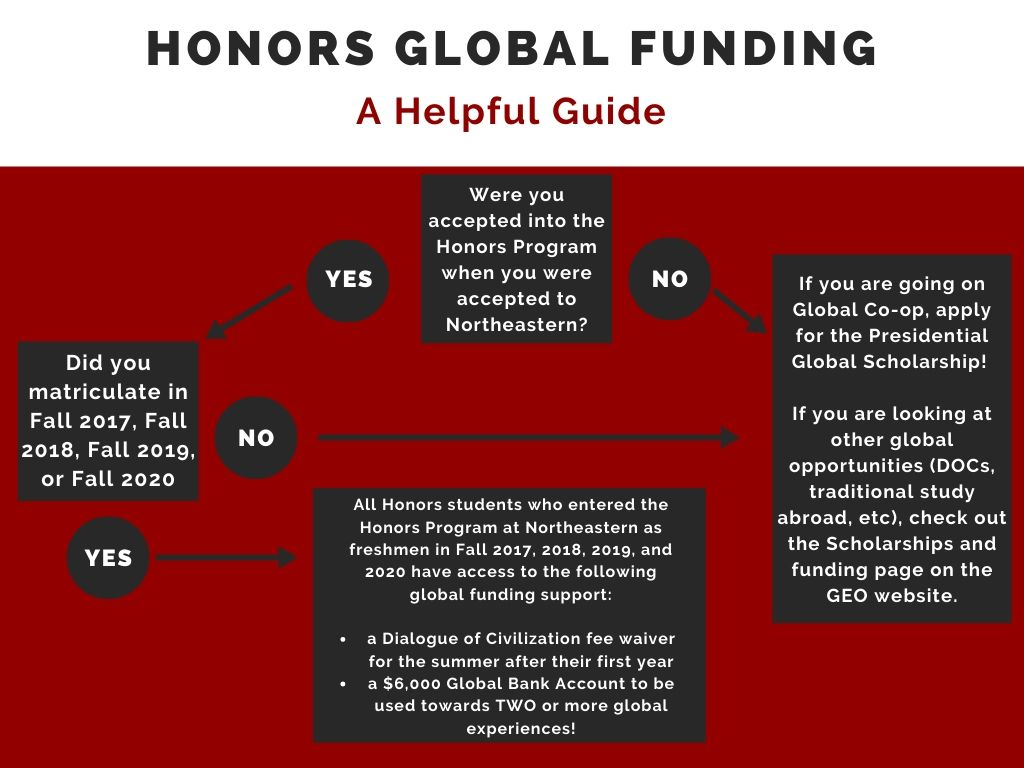 HONORS GLOBAL FUNDING
A Helpful Guide
Were you
accepted into the
Honors Program
when you were
accepted to
Northeastern?
YES
NO
If you are going on
Global Co-op, apply
for the Presidential
Global Scholarship!
If you are looking at
other global
opportunities (DOCs,
traditional study
abroad, etc), check out
the Scholarships and
funding page on the
GEO website.
Did you
matriculate in
Fall 2017, Fall
2018, Fall 2019,
or Fall 2020
NO
YES
All Honors students who entered the
Honors Program at Northeastern as
freshmen in Fall 2017, 2018, 2019, and
2020 have access to the following
global funding support:
• a Dialogue of Civilization fee waiver
for the summer after their first year
• a $6,000 Global Bank Account to be
used towards TWO or more global
experiences!